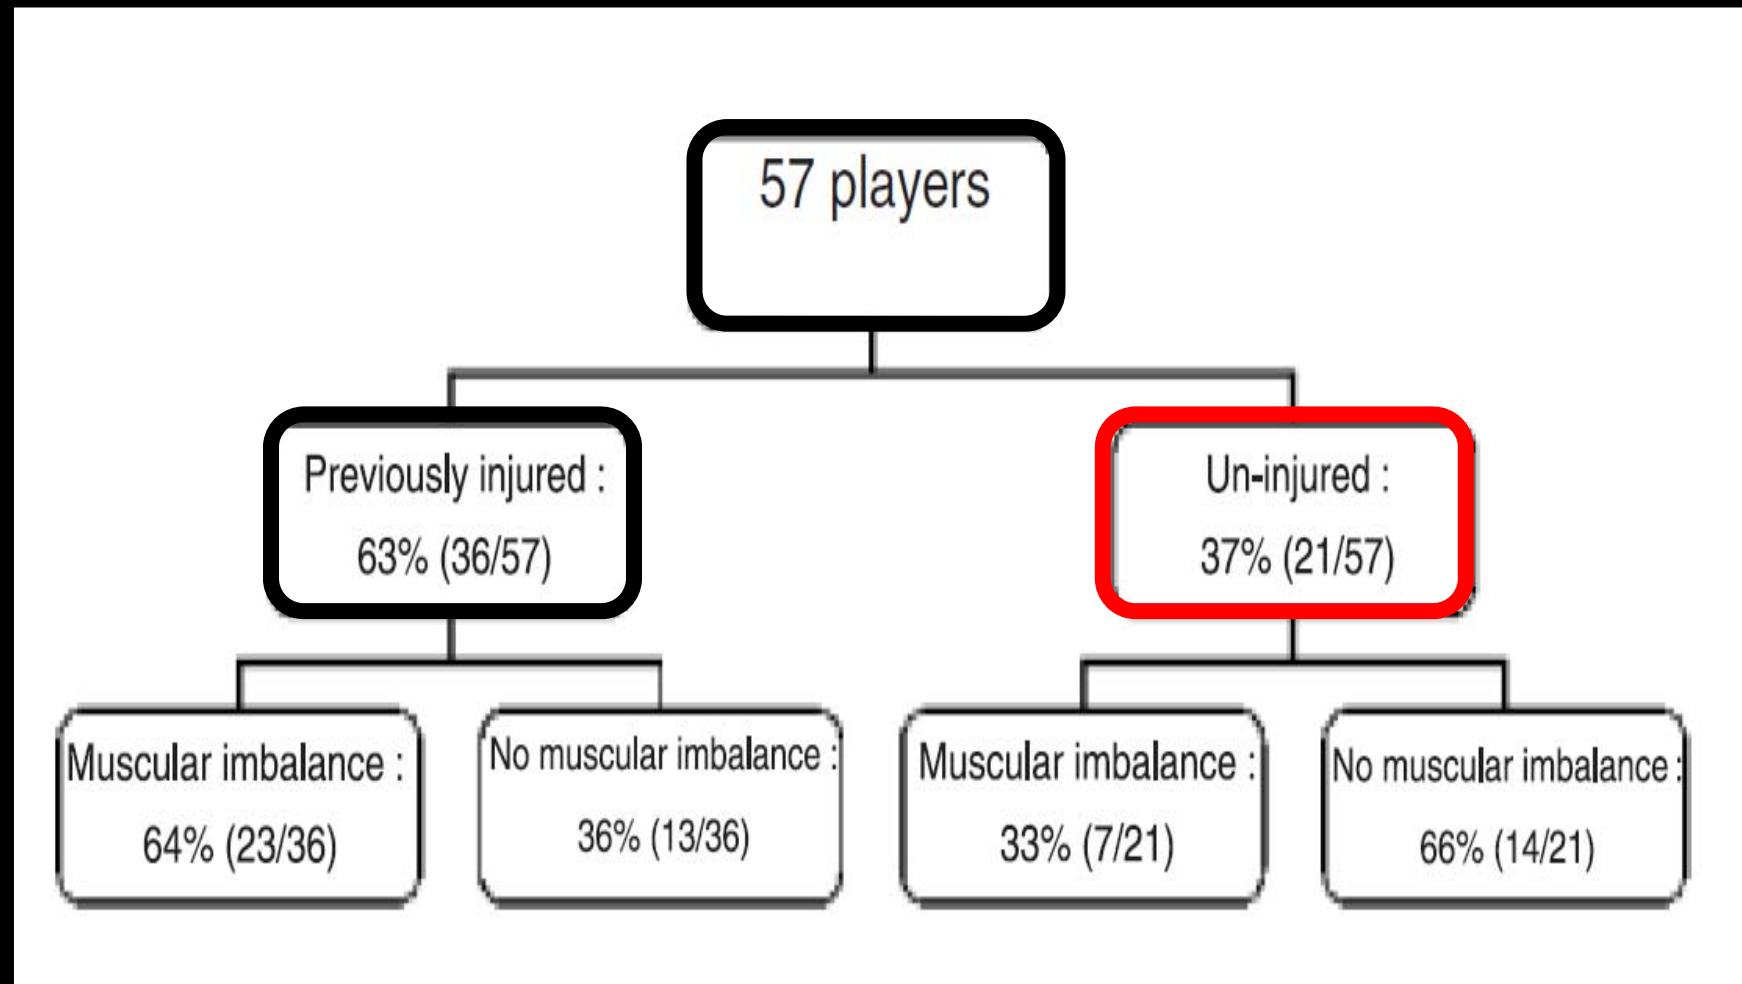 57 players
Previously injured :
63% (36/57)
Un-injured :
37% (21/57)
Muscular imbalance :
64% (23/36)
No muscular imbalance :
36% (13/36)
Muscular imbalance :
33% (7/21)
No muscular imbalance :
66% (14/21)